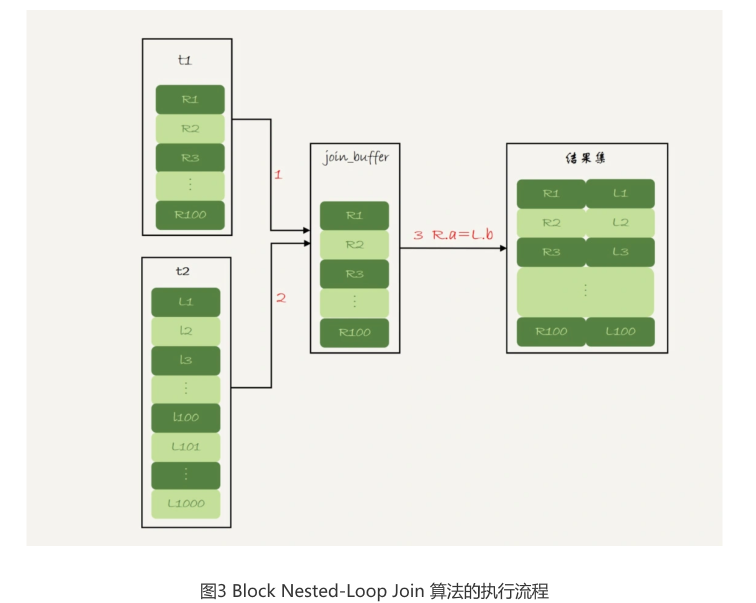 t1
R1
R2
R3
⋮
R100
1
t2
L1
l2
l3
⋮
l100
L101
⋮
L1000
2
join_buffer
R1
R2
R3
⋮
R100
3 R.a=L.b
结果集
R1 L1
R2 L2
R3 L3
⋮
R100 L100
图3 Block Nested-Loop Join 算法的执行流程